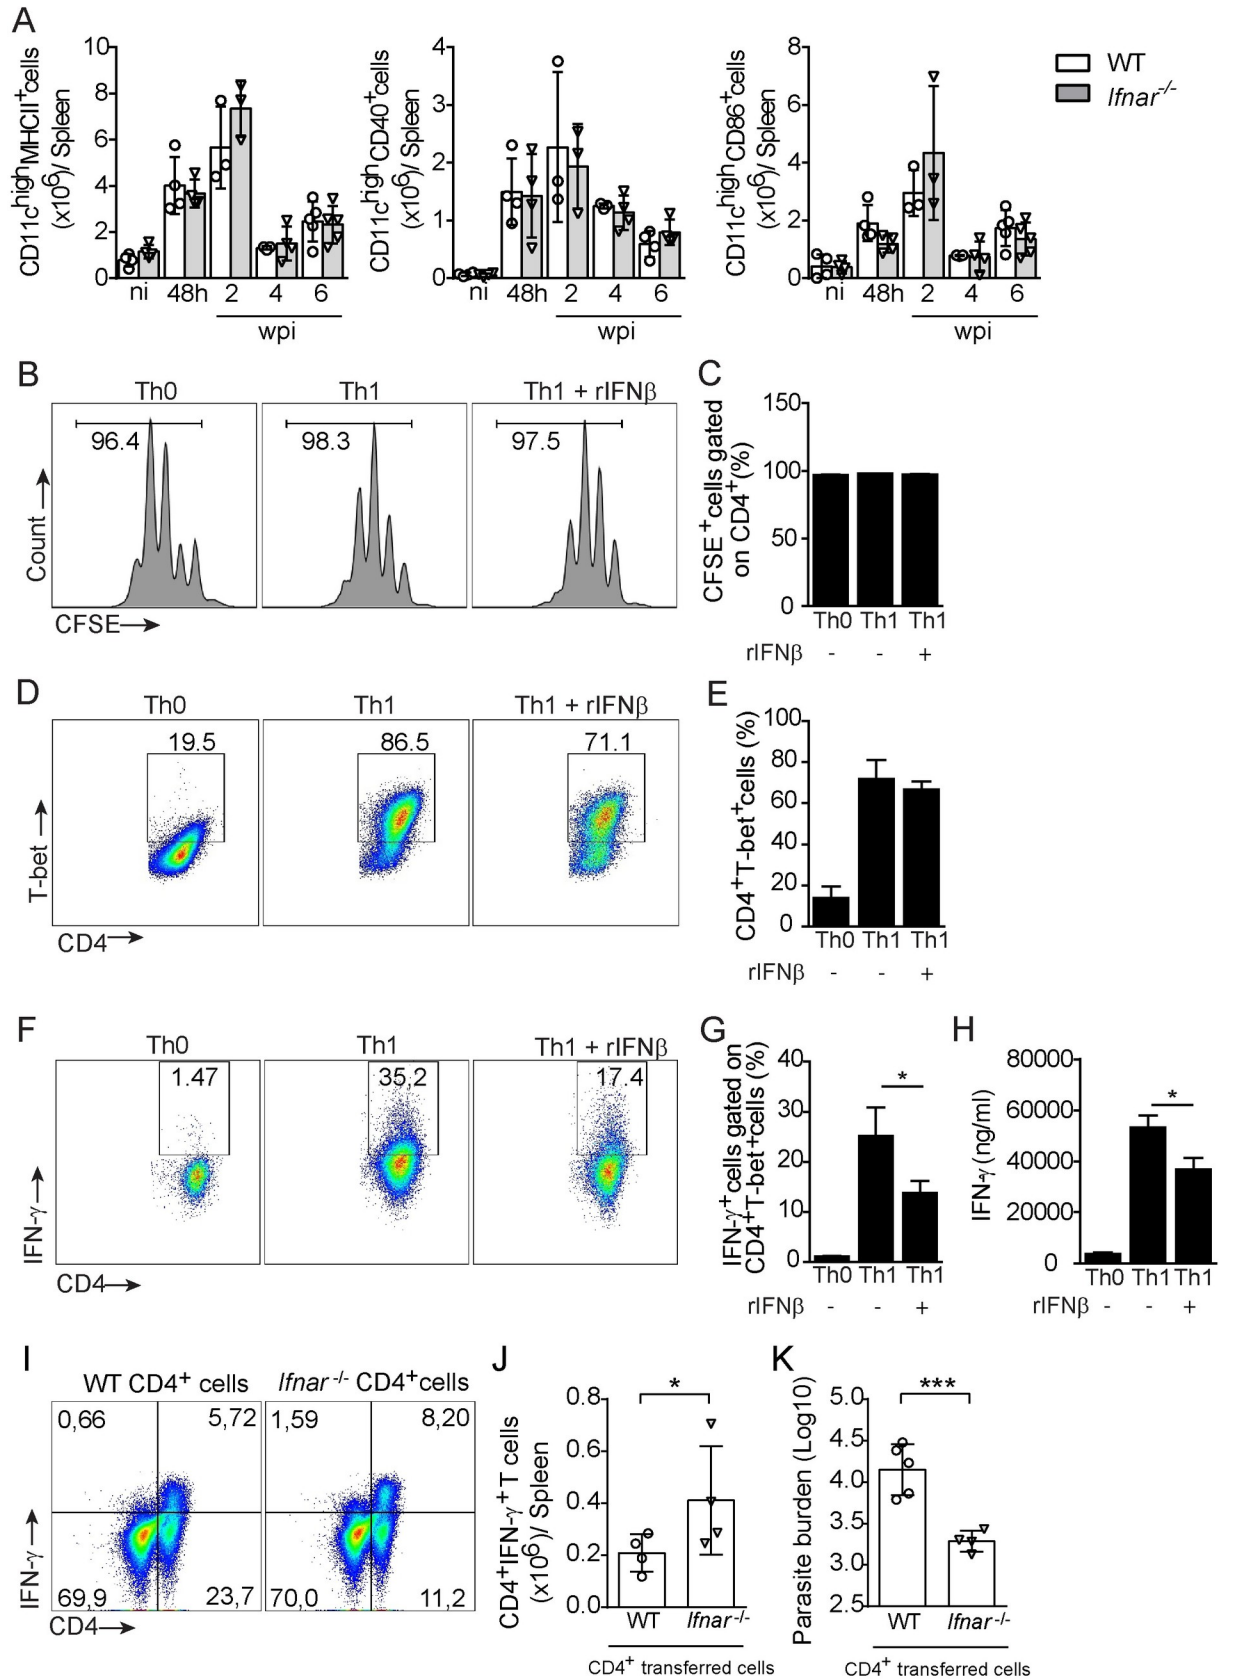 A
CD11c^high MHCII⁺cells
(x10⁶)/ Spleen
10
8
6
4
2
0
ni 48h 2 4 6
wpi
CD11c^high CD40⁺cells
(x10⁶)/ Spleen
4
3
2
1
0
ni 48h 2 4 6
wpi
CD11c^high CD86⁺cells
(x10⁶)/ Spleen
8
6
4
2
0
ni 48h 2 4 6
wpi
WT
Ifnar⁻/⁻
B
Th0 Th1 Th1 + rIFNβ
96.4 98.3 97.5
Count
CFSE
C
CFSE⁺cells gated
on CD4⁺(%)
150
100
50
0
Th0 Th1 Th1
rIFNβ - - +
D
Th0 Th1 Th1 + rIFNβ
19.5 86.5 71.1
T-bet
CD4
E
CD4⁺T-bet⁺cells (%)
100
80
60
40
20
0
Th0 Th1 Th1
rIFNβ - - +
F
Th0 Th1 Th1 + rIFNβ
1.47 35,2 17.4
IFN-γ
CD4
G
IFN-γ⁺cells gated on
CD4⁺T-bet⁺cells (%)
40
30
20
10
0
*
Th0 Th1 Th1
rIFNβ - - +
H
IFN-γ (ng/ml)
80000
60000
40000
20000
0
*
Th0 Th1 Th1
rIFNβ - - +
I
WT CD4⁺ cells Ifnar⁻/⁻ CD4⁺cells
0,66 5,72 1,59 8,20
69,9 23,7 70,0 11,2
IFN-γ
CD4
J
CD4⁺IFN-γ⁺T cells
(x10⁶)/ Spleen
0.8
0.6
0.4
0.2
0.0
*
WT Ifnar⁻/⁻
CD4⁺ transferred cells
K
Parasite burden (Log10)
5.0
4.5
4.0
3.5
3.0
2.5
***
WT Ifnar⁻/⁻
CD4⁺ transferred cells